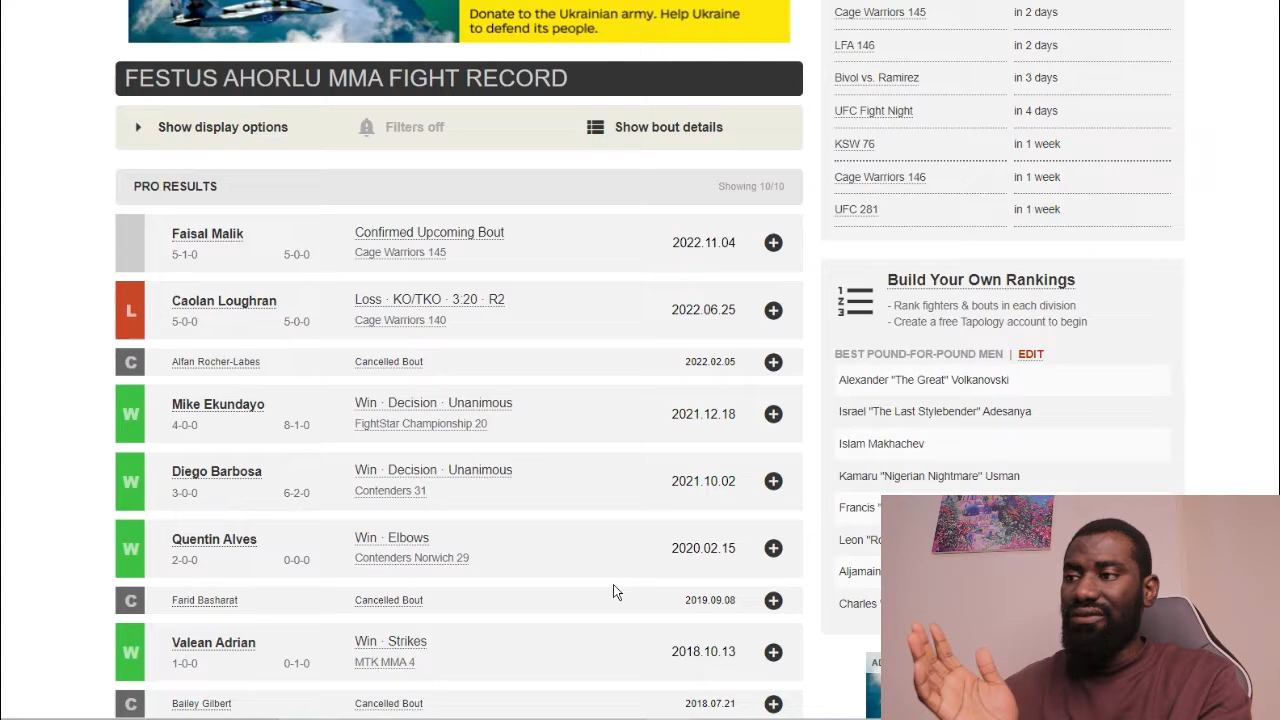 Donate to the Ukrainian army. Help Ukraine
to defend its people.
FESTUS AHORLU MMA FIGHT RECORD
Show display options
Filters off
Show bout details
PRO RESULTS
Showing 10/10
Faisal Malik
5-1-0
5-0-0
Confirmed Upcoming Bout
Cage Warriors 145
2022.11.04
L
Caolan Loughran
5-0-0
5-0-0
Loss · KO/TKO · 3:20 · R2
Cage Warriors 140
2022.06.25
C
Alfan Rocher-Labes
Cancelled Bout
2022.02.05
W
Mike Ekundayo
4-0-0
8-1-0
Win · Decision · Unanimous
FightStar Championship 20
2021.12.18
W
Diego Barbosa
3-0-0
6-2-0
Win · Decision · Unanimous
Contenders 31
2021.10.02
W
Quentin Alves
2-0-0
0-0-0
Win · Elbows
Contenders Norwich 29
2020.02.15
C
Farid Basharat
Cancelled Bout
2019.09.08
W
Valean Adrian
1-0-0
0-1-0
Win · Strikes
MTK MMA 4
2018.10.13
C
Bailey Gilbert
Cancelled Bout
2018.07.21
Cage Warriors 145
in 2 days
LFA 146
in 2 days
Bivol vs. Ramirez
in 3 days
UFC Fight Night
in 4 days
KSW 76
in 1 week
Cage Warriors 146
in 1 week
UFC 281
in 1 week
1
2
3
Build Your Own Rankings
- Rank fighters & bouts in each division
- Create a free Tapology account to begin
BEST POUND-FOR-POUND MEN | EDIT
Alexander "The Great" Volkanovski
Israel "The Last Stylebender" Adesanya
Islam Makhachev
Kamaru "Nigerian Nightmare" Usman
Francis
Leon
Aljamain
Charles